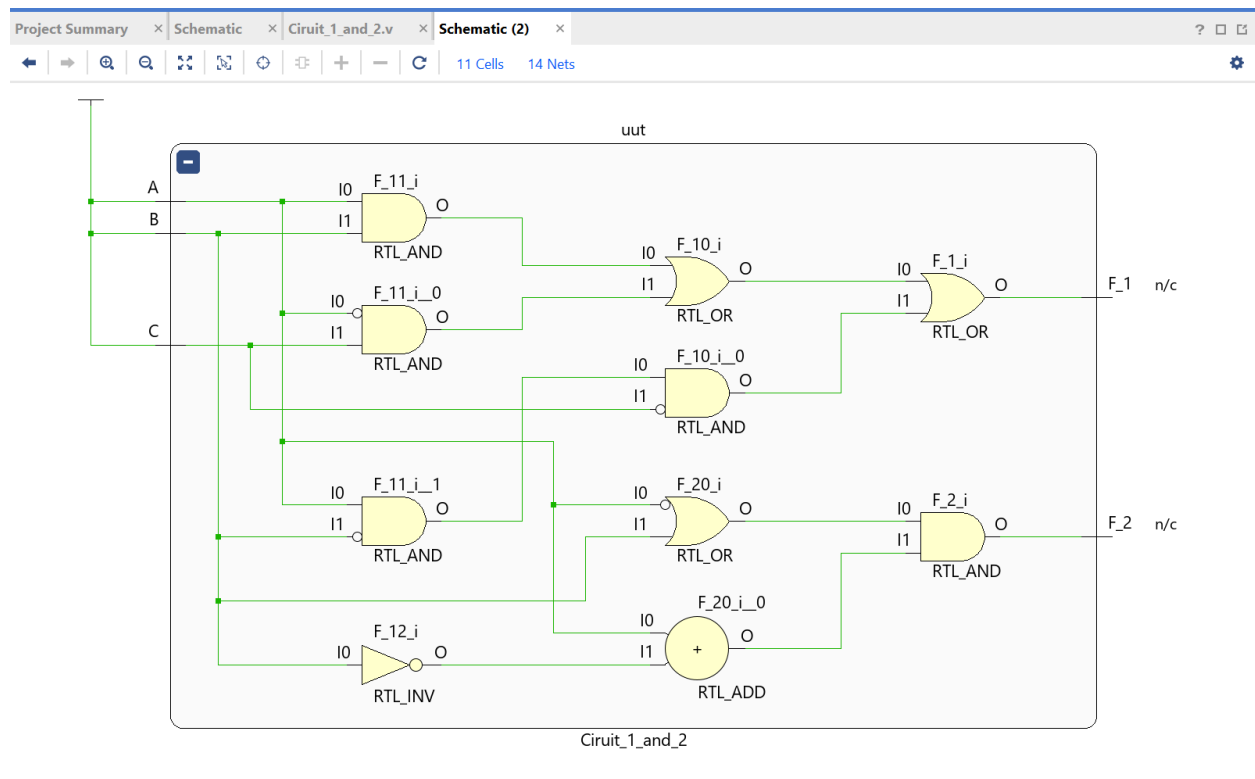 Project Summary × Schematic × Ciruit_1_and_2.v × Schematic (2) × ?
11 Cells 14 Nets
uut
A
B
C
I0 F_11_i
I1 O
RTL_AND
I0 F_11_i__0
I1 O
RTL_AND
I0 F_10_i
I1 O
RTL_OR
I0 F_1_i
I1 O
RTL_OR
F_1 n/c
I0 F_10_i__0
I1 O
RTL_AND
I0 F_11_i__1
I1 O
RTL_AND
I0 F_20_i
I1 O
RTL_OR
I0 F_2_i
I1 O
RTL_AND
F_2 n/c
F_12_i
I0 O
RTL_INV
F_20_i__0
I0
I1 + O
RTL_ADD
Ciruit_1_and_2